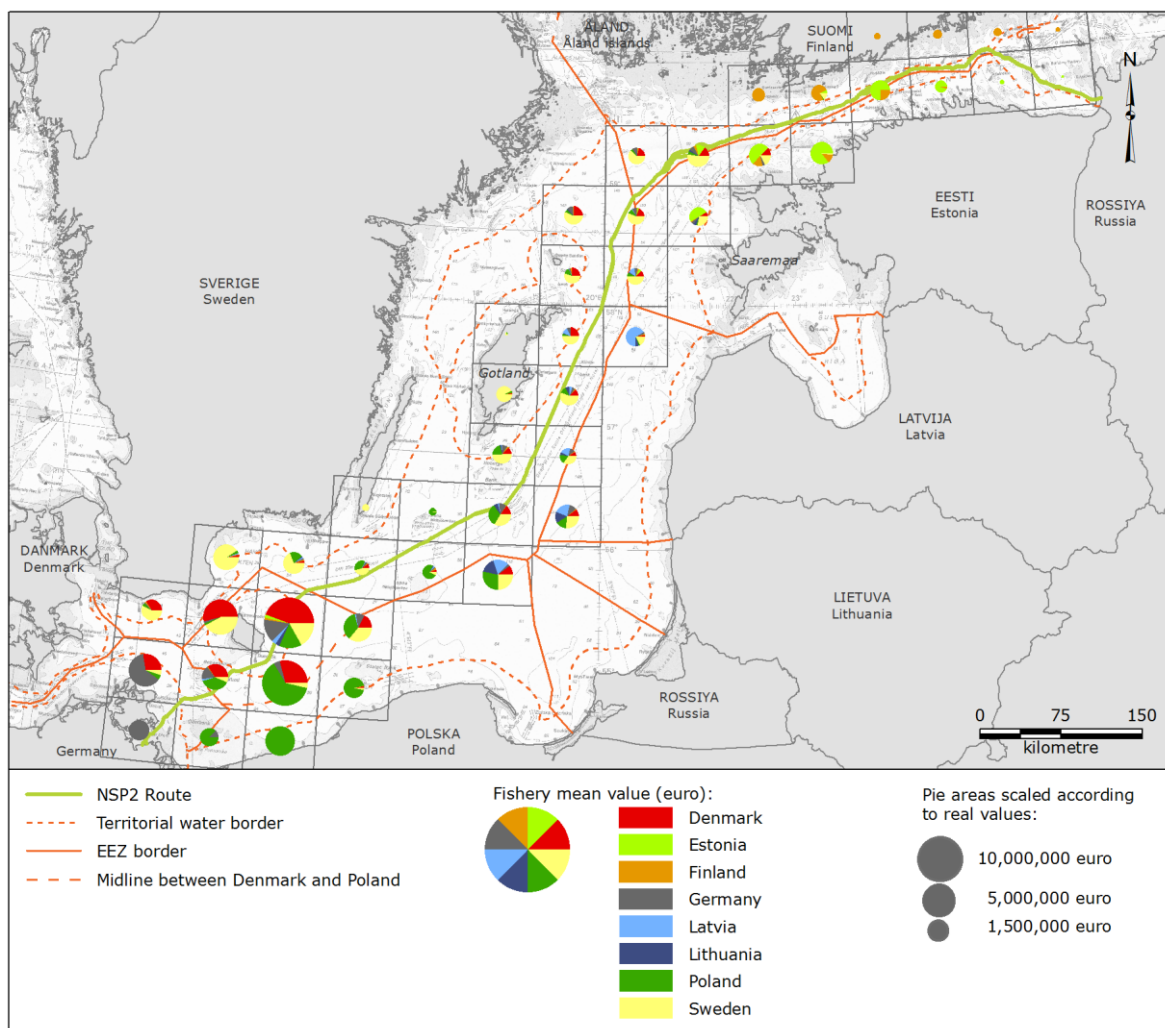 ÅLAND
Åland islands
SUOMI
Finland
N
EESTI
Estonia
ROSSIYA
Russia
SVERIGE
Sweden
Saaremaa
Gotland
LATVIJA
Latvia
DANMARK
Denmark
LIETUVA
Lithuania
ROSSIYA
Russia
POLSKA
Poland
Germany
0 75 150
kilometre
NSP2 Route
Territorial water border
EEZ border
Midline between Denmark and Poland
Fishery mean value (euro):
Denmark
Estonia
Finland
Germany
Latvia
Lithuania
Poland
Sweden
Pie areas scaled according
to real values:
10,000,000 euro
5,000,000 euro
1,500,000 euro